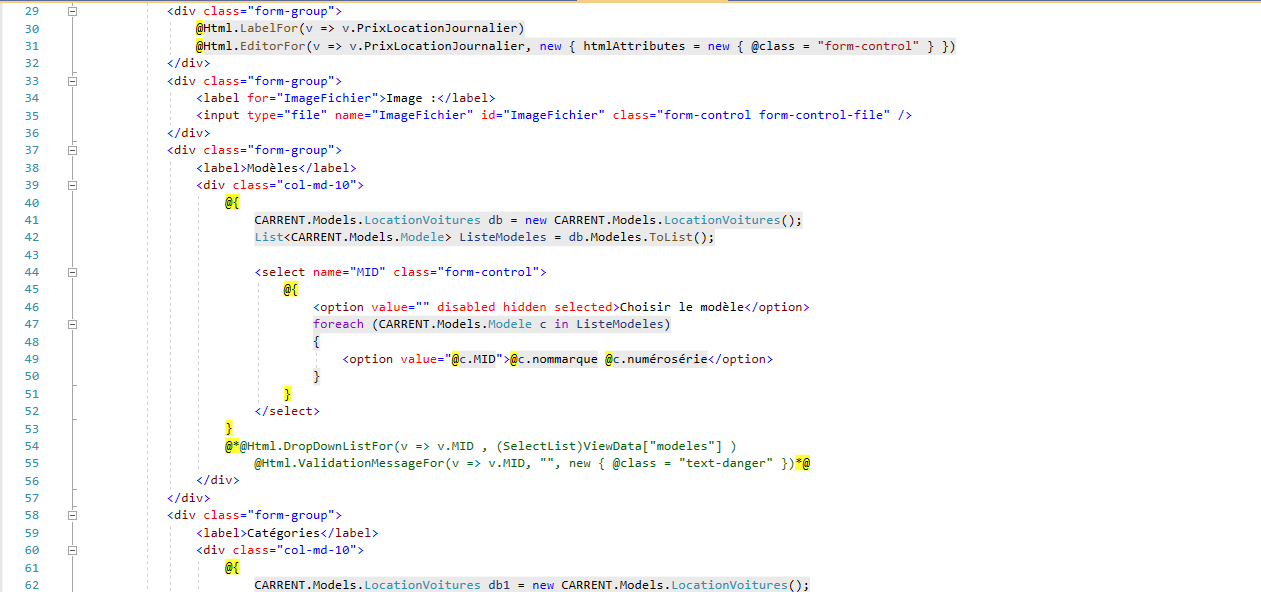 29 <div class="form-group">
30 @Html.LabelFor(v => v.PrixLocationJournalier)
31 @Html.EditorFor(v => v.PrixLocationJournalier, new { htmlAttributes = new { @class = "form-control" } })
32 </div>
33 <div class="form-group">
34 <label for="ImageFichier">Image :</label>
35 <input type="file" name="ImageFichier" id="ImageFichier" class="form-control form-control-file" />
36 </div>
37 <div class="form-group">
38 <label>Modèles</label>
39 <div class="col-md-10">
40 @{
41 CARRENT.Models.LocationVoitures db = new CARRENT.Models.LocationVoitures();
42 List<CARRENT.Models.Modele> ListeModeles = db.Modeles.ToList();
43
44 <select name="MID" class="form-control">
45 @{
46 <option value="" disabled hidden selected>Choisir le modèle</option>
47 foreach (CARRENT.Models.Modele c in ListeModeles)
48 {
49 <option value="@c.MID">@c.nommarque @c.numérosérie</option>
50 }
51 }
52 </select>
53 }
54 @*@Html.DropDownListFor(v => v.MID , (SelectList)ViewData["modeles"] )
55 @Html.ValidationMessageFor(v => v.MID, "", new { @class = "text-danger" })*@
56 </div>
57 </div>
58 <div class="form-group">
59 <label>Catégories</label>
60 <div class="col-md-10">
61 @{
62 CARRENT.Models.LocationVoitures db1 = new CARRENT.Models.LocationVoitures();